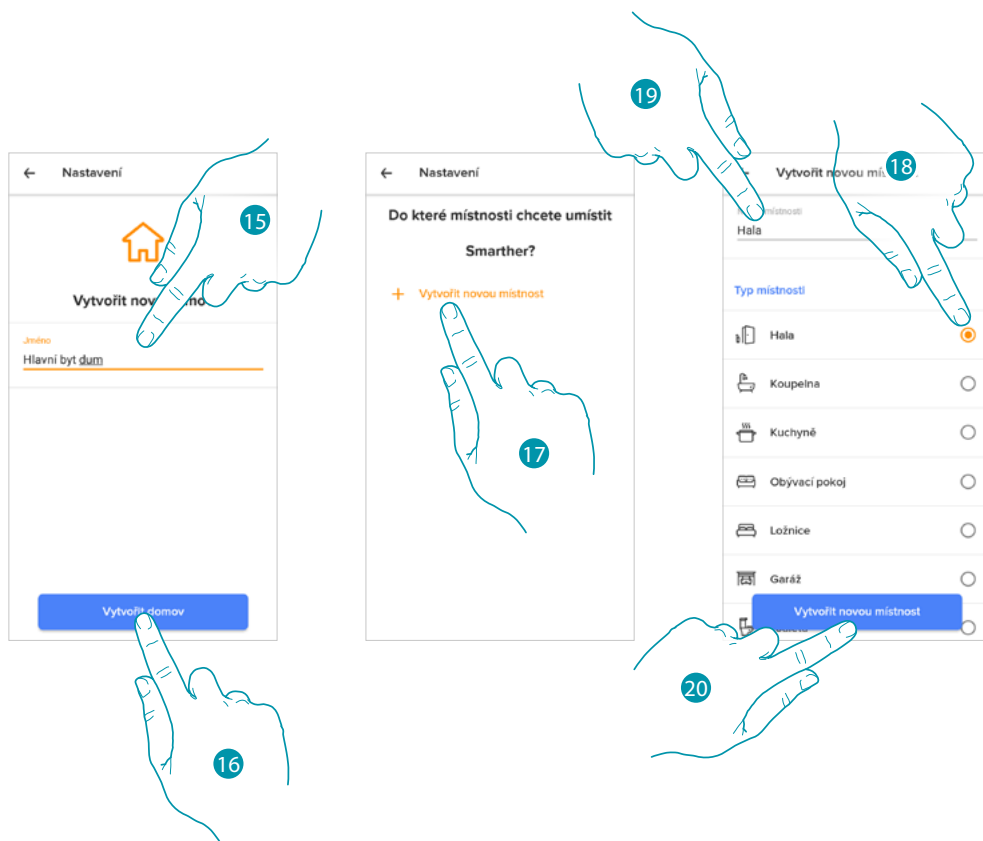 ← Nastavení
15
Vytvořit nov
Jméno
Hlavní byt dum
Vytvořit domov
16
← Nastavení
Do které místnosti chcete umístit
Smarther?
+ Vytvořit novou místnost
17
19
18
Vytvořit novou
místnosti
Hala
Typ místnosti
Hala
Koupelna
Kuchyně
Obývací pokoj
Ložnice
Garáž
Vytvořit novou místnost
20